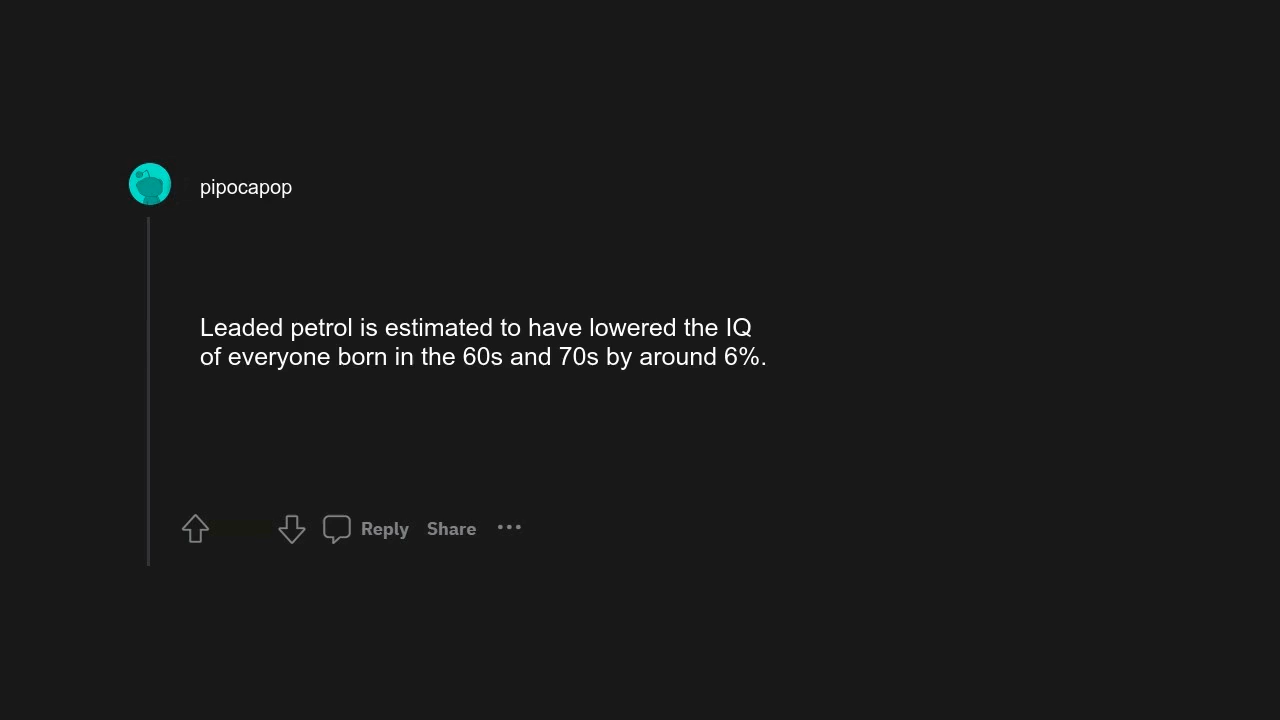 pipocapop
Leaded petrol is estimated to have lowered the IQ
of everyone born in the 60s and 70s by around 6%.
Reply Share